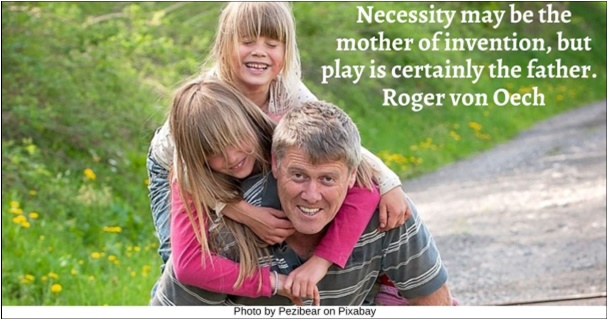 Necessity may be the
mother of invention, but
play is certainly the father.
Roger von Oech
Photo by Pezibear on Pixabay